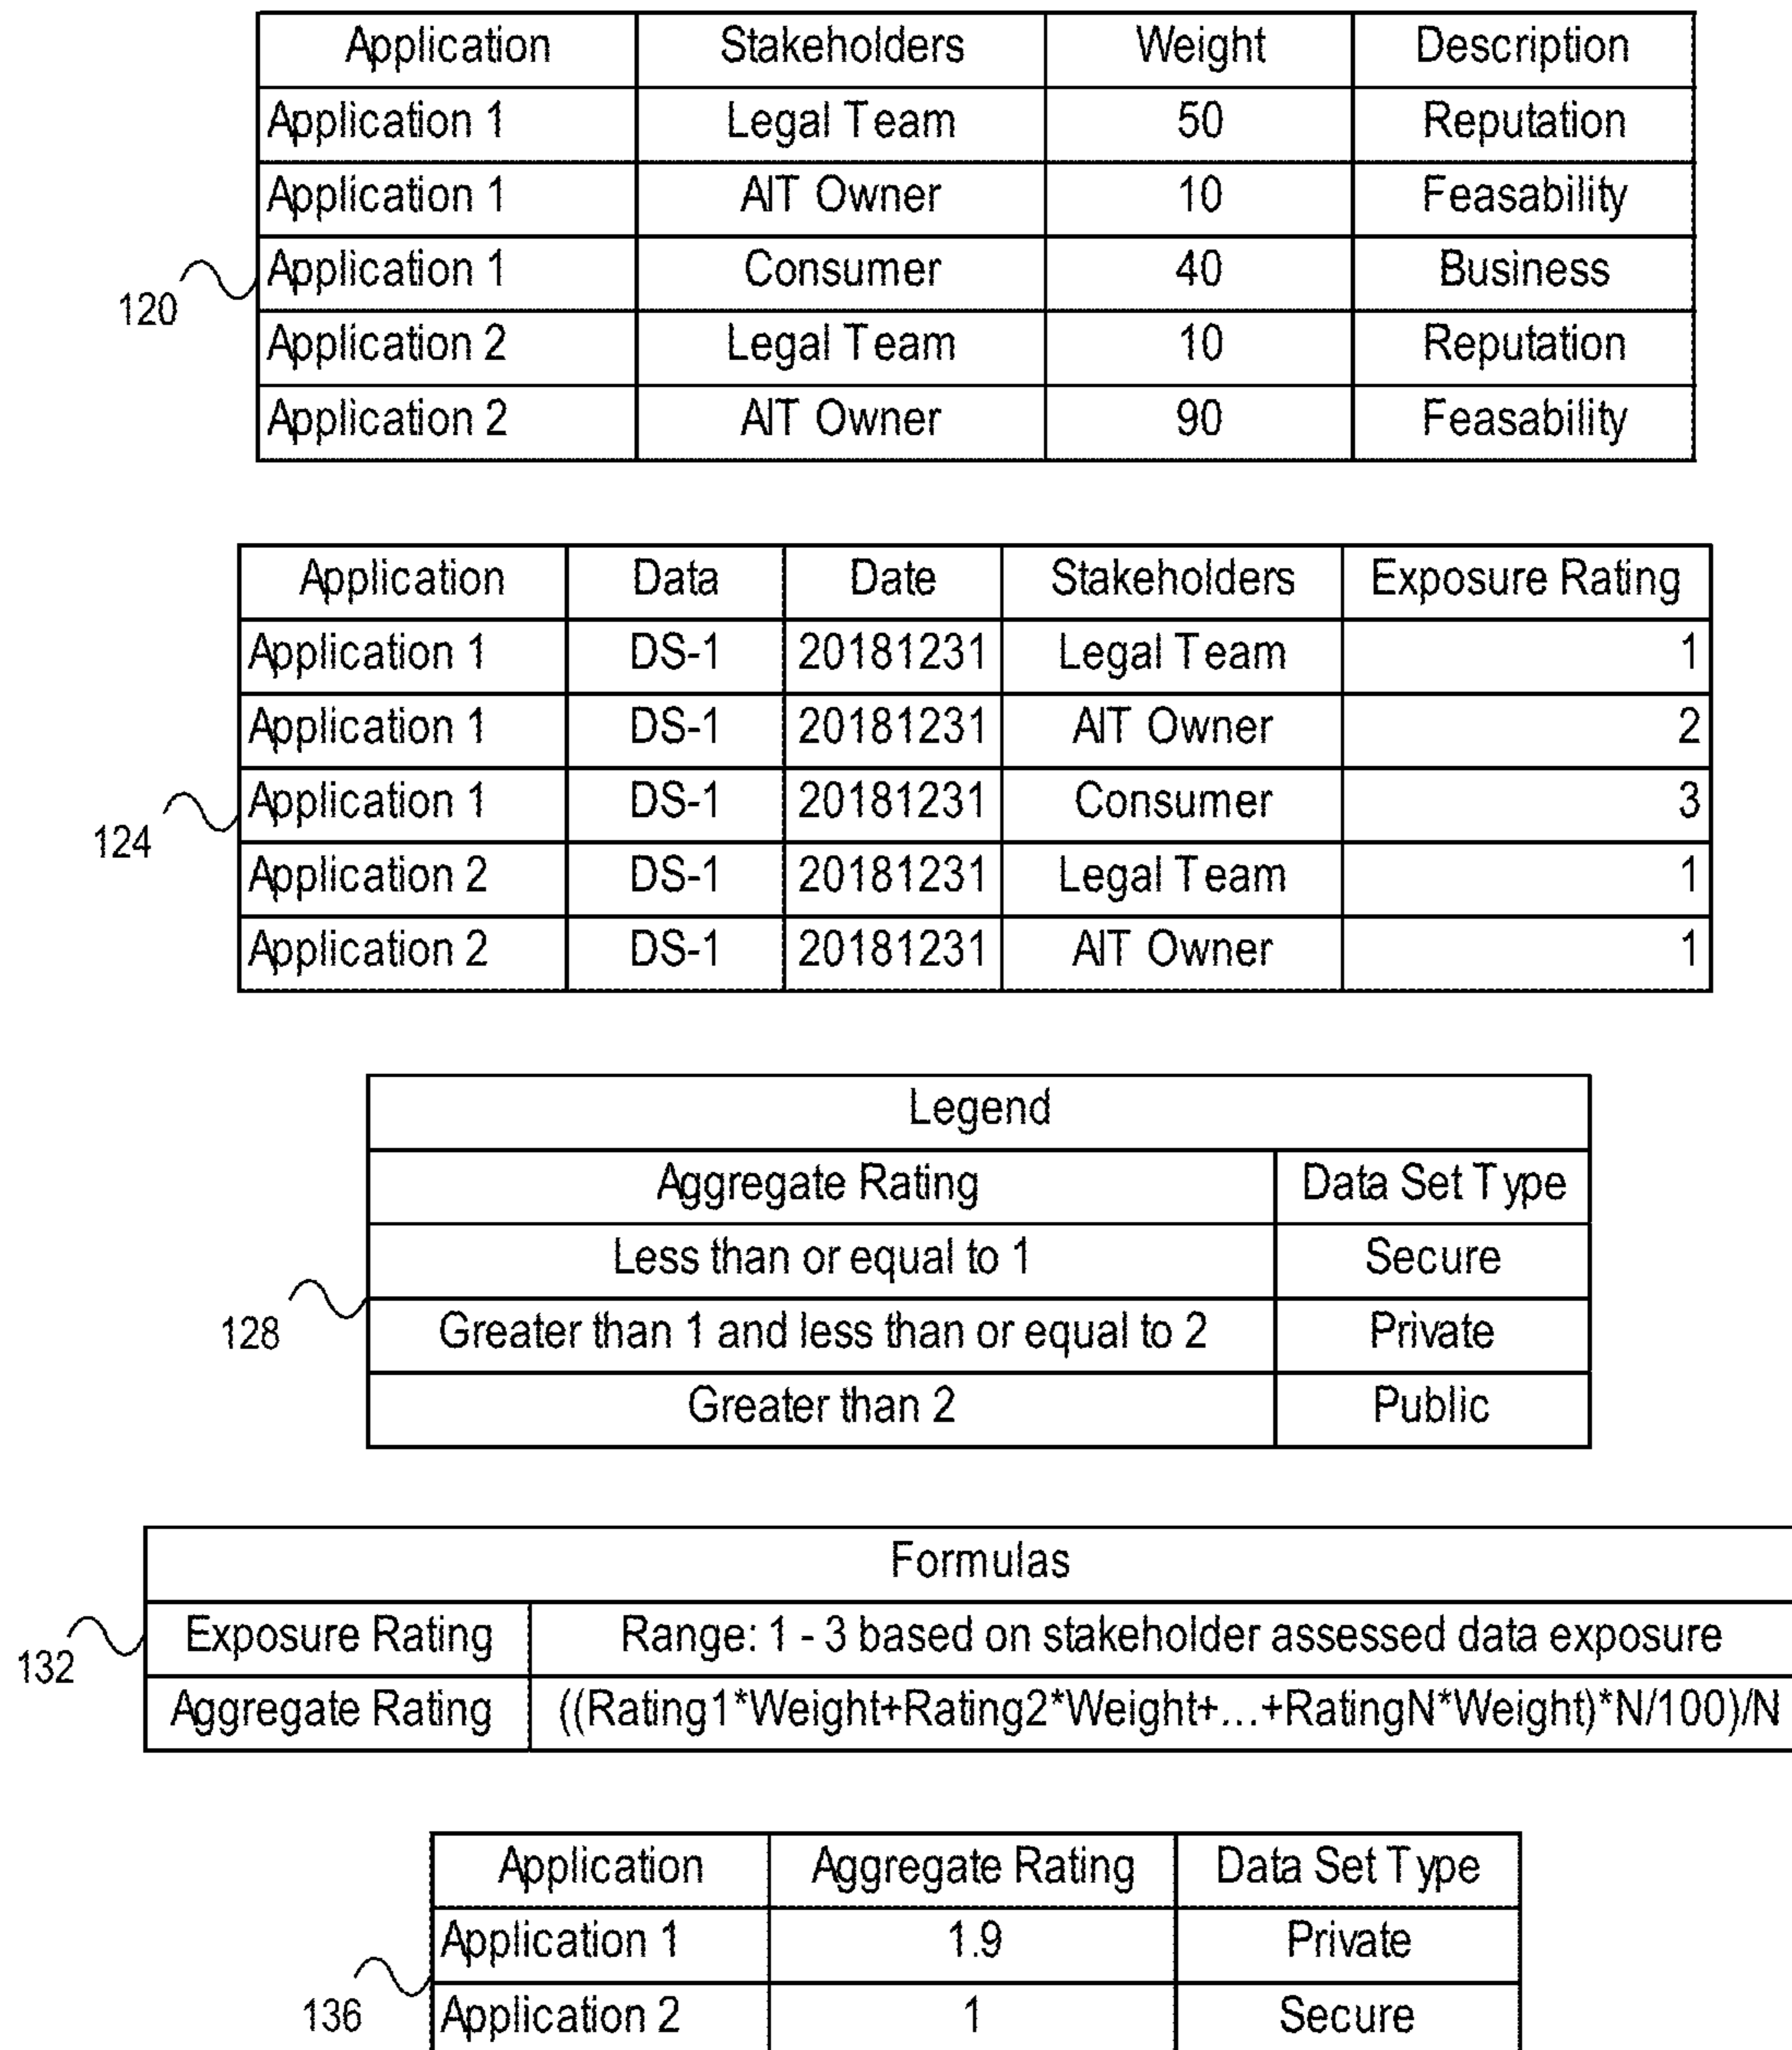 Application Stakeholders Weight Description
Application 1 Legal Team 50 Reputation
Application 1 AIT Owner 10 Feasability
Application 1 Consumer 40 Business
120
Application 2 Legal Team 10 Reputation
Application 2 AIT Owner 90 Feasability
Application Data Date Stakeholders Exposure Rating
Application 1 DS-1 20181231 Legal Team 1
Application 1 DS-1 20181231 AIT Owner 2
Application 1 DS-1 20181231 Consumer 3
124
Application 2 DS-1 20181231 Legal Team 1
Application 2 DS-1 20181231 AIT Owner 1
Legend
Aggregate Rating Data Set Type
Less than or equal to 1 Secure
128
Greater than 1 and less than or equal to 2 Private
Greater than 2 Public
Formulas
Exposure Rating Range: 1 - 3 based on stakeholder assessed data exposure
132
Aggregate Rating ((Rating1*Weight+Rating2*Weight+...+RatingN*Weight)*N/100)/N
Application Aggregate Rating Data Set Type
Application 1 1.9 Private
136
Application 2 1 Secure